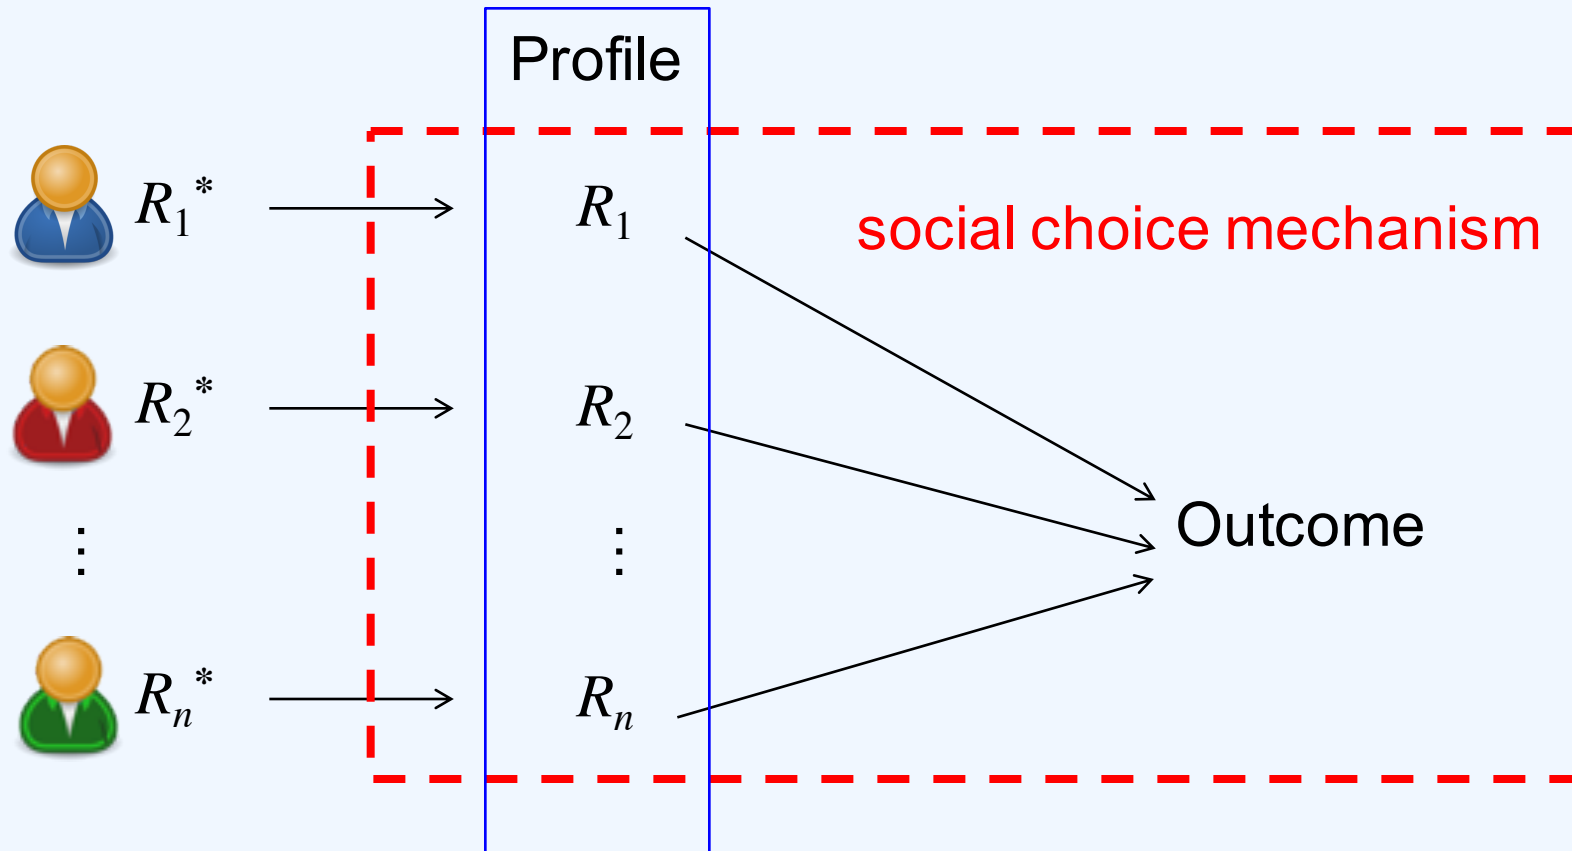 Profile
R₁* R₁
social choice mechanism
R₂* R₂
⋮ ⋮
Outcome
Rₙ* Rₙ